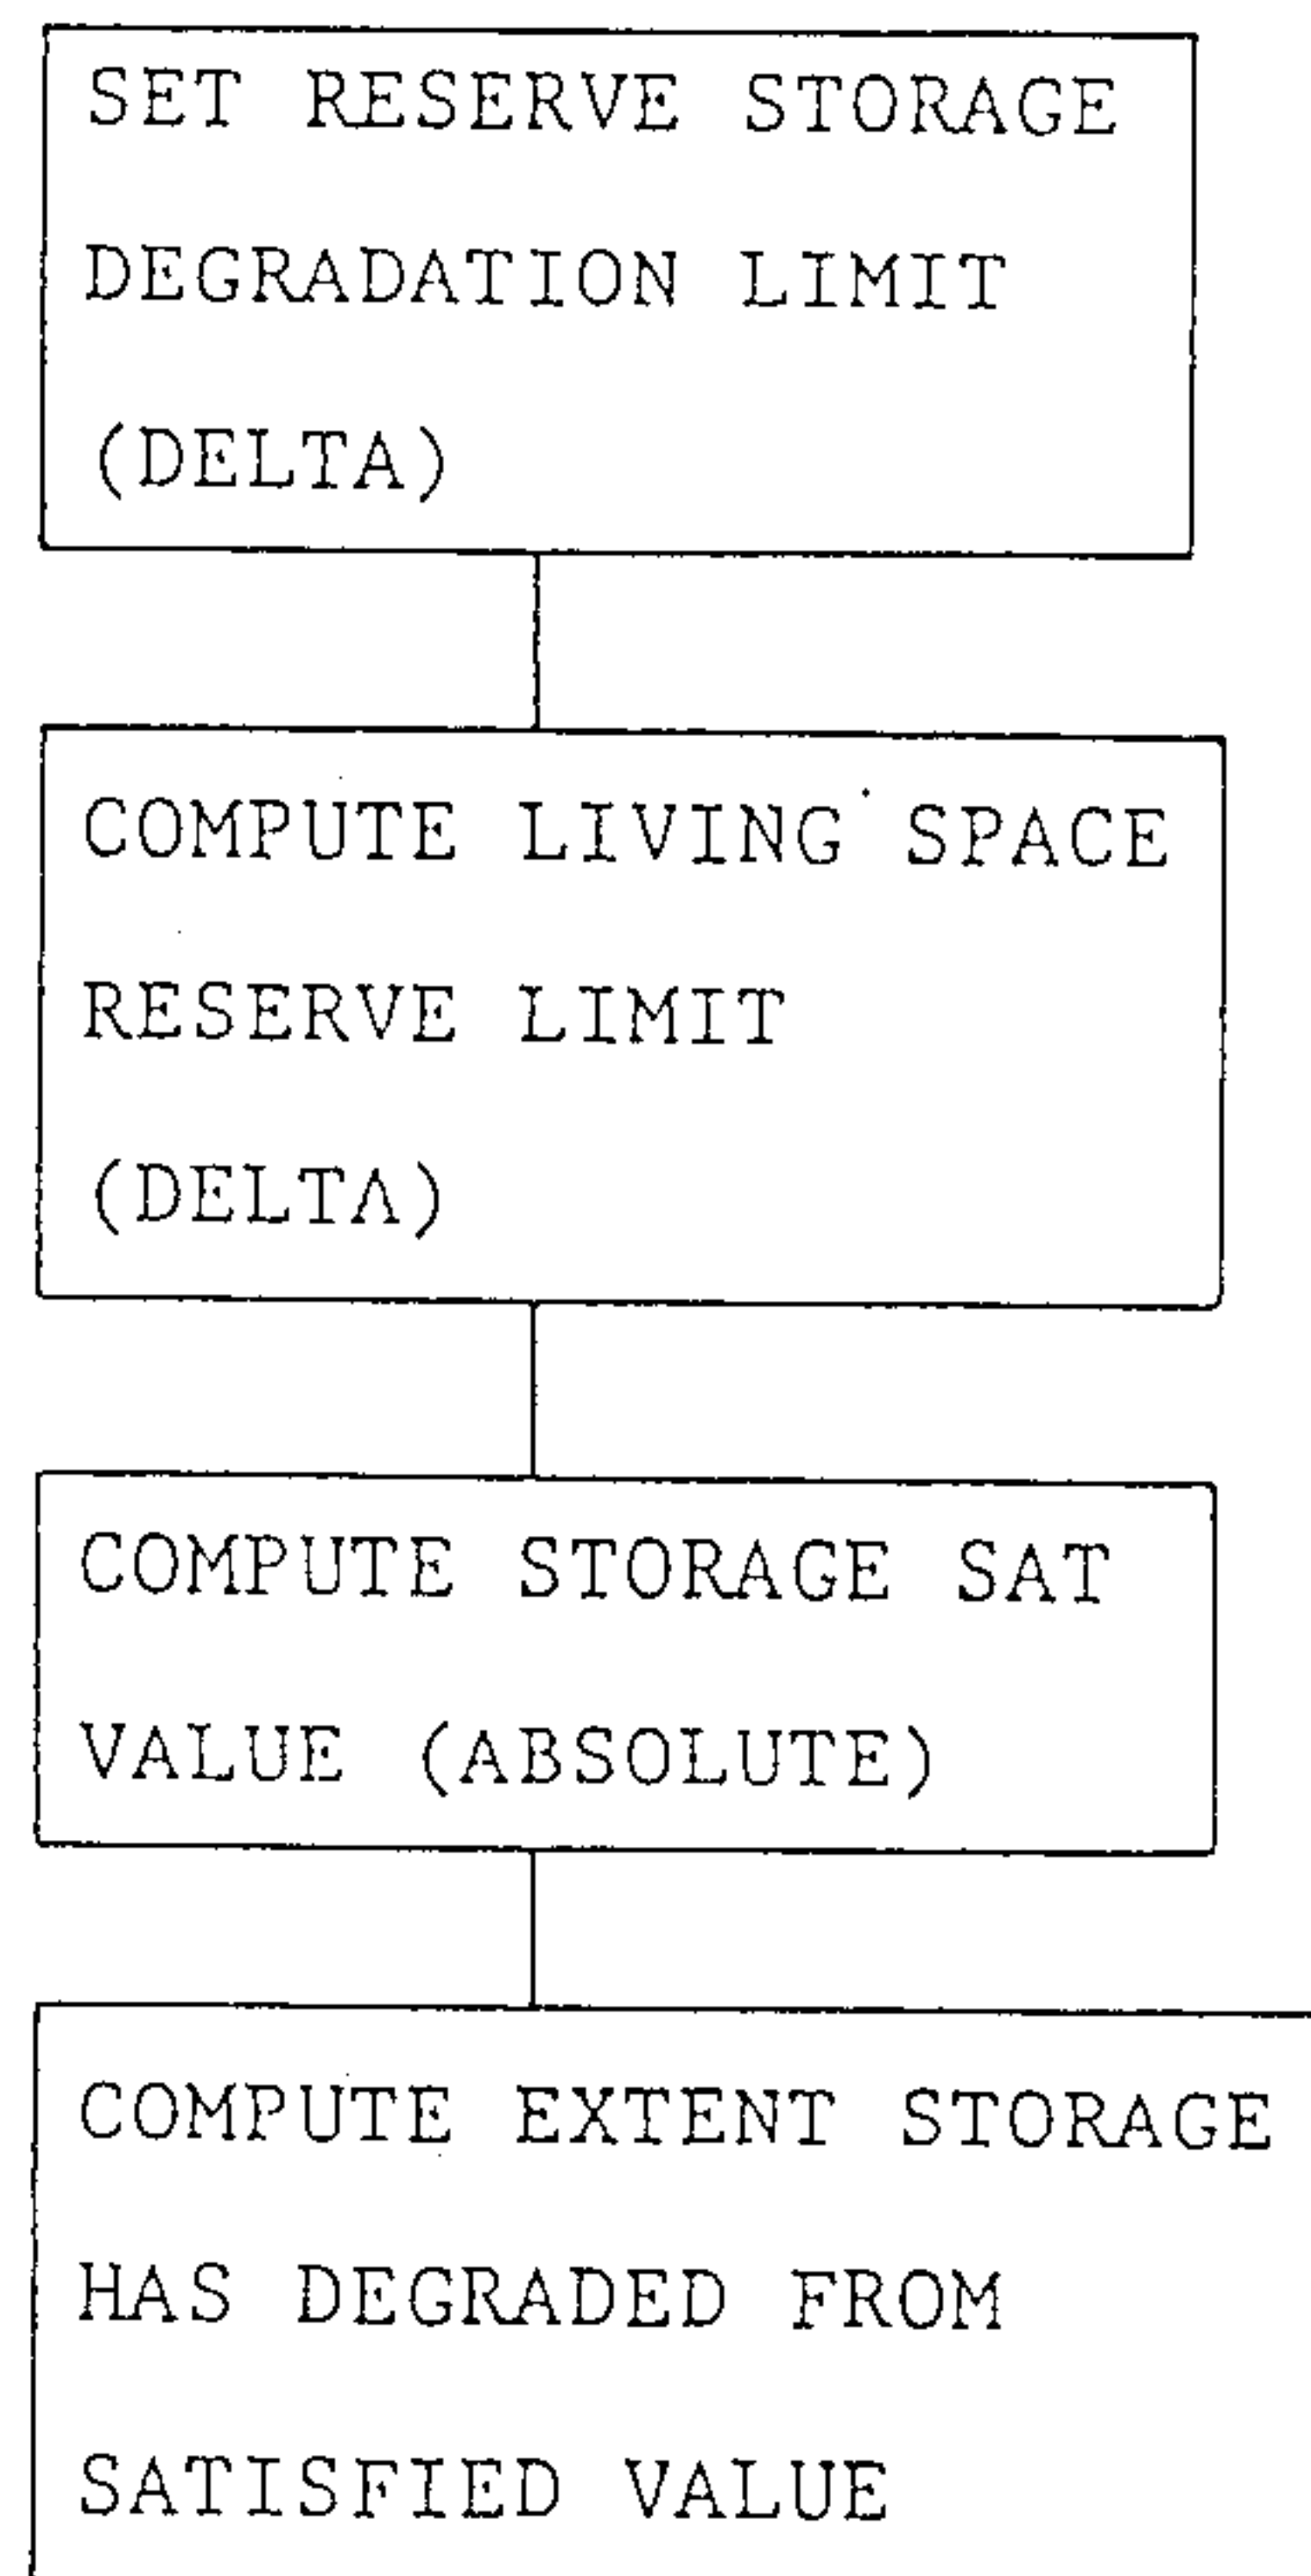 SET RESERVE STORAGE
DEGRADATION LIMIT
(DELTA)
COMPUTE LIVING SPACE
RESERVE LIMIT
(DELTA)
COMPUTE STORAGE SAT
VALUE (ABSOLUTE)
COMPUTE EXTENT STORAGE
HAS DEGRADED FROM
SATISFIED VALUE